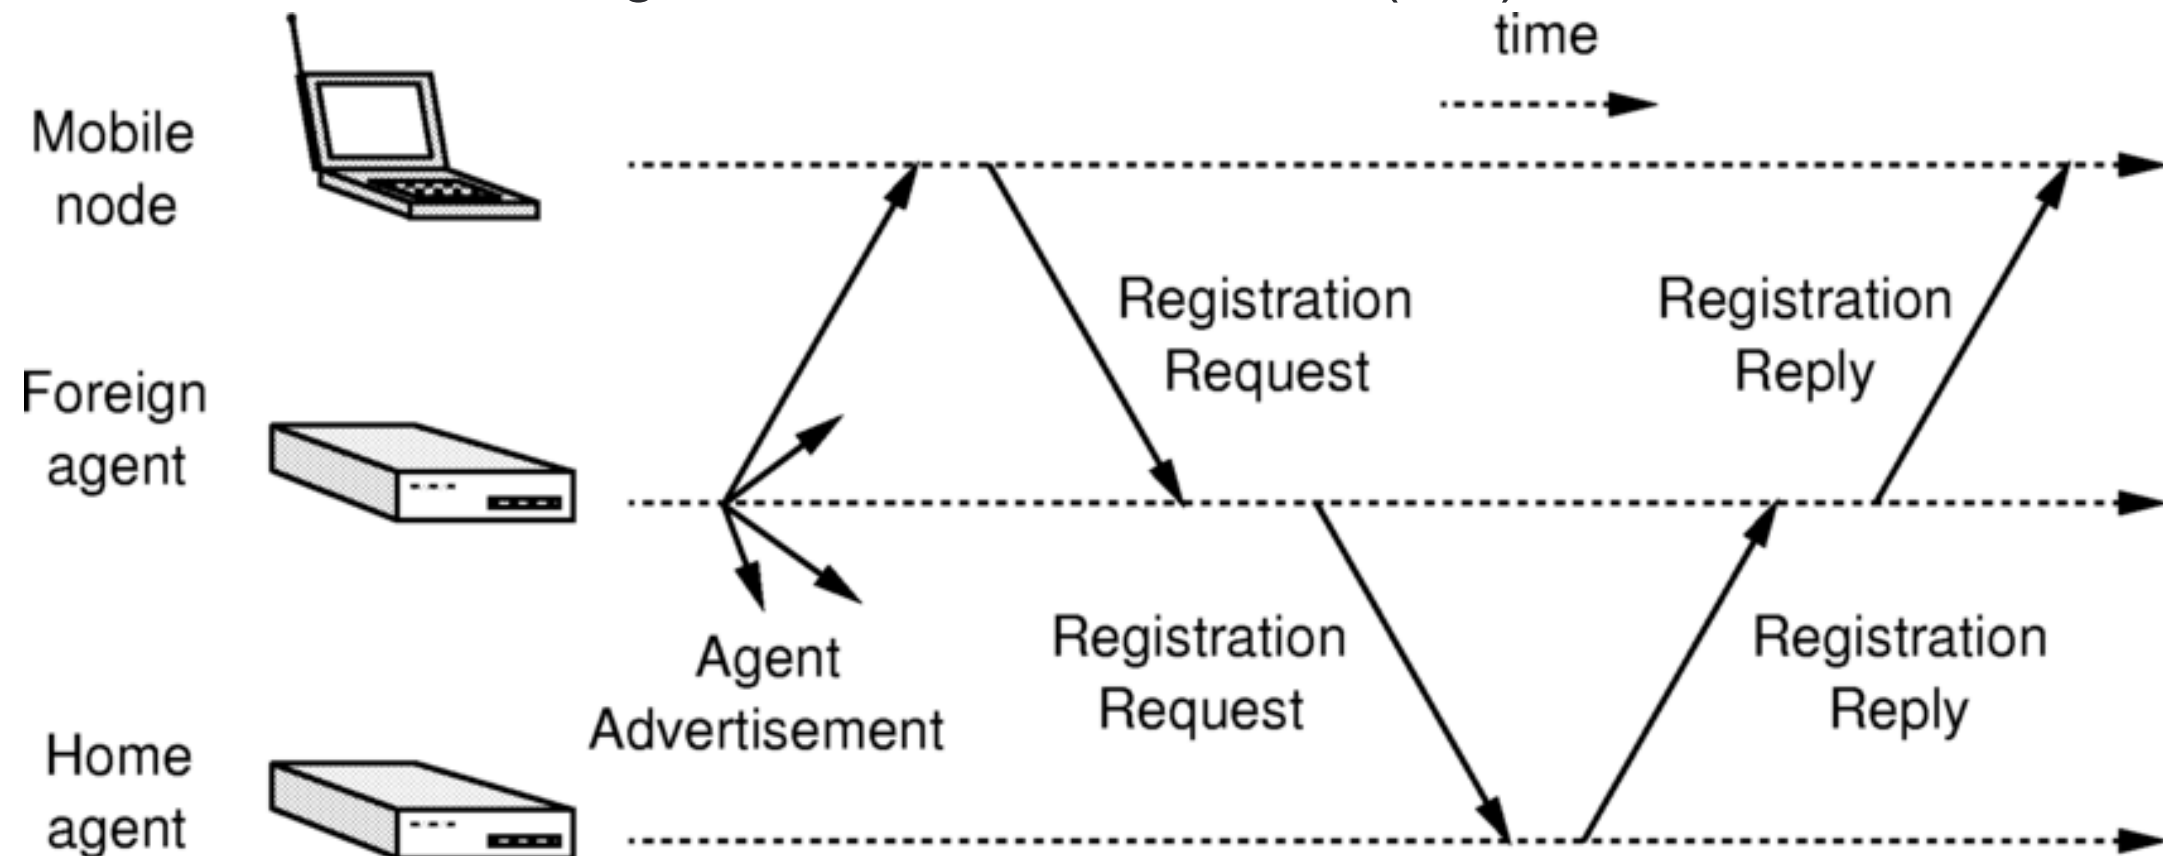 time
Mobile
node
Registration
Request
Registration
Reply
Foreign
agent
Agent
Advertisement
Registration
Request
Registration
Reply
Home
agent